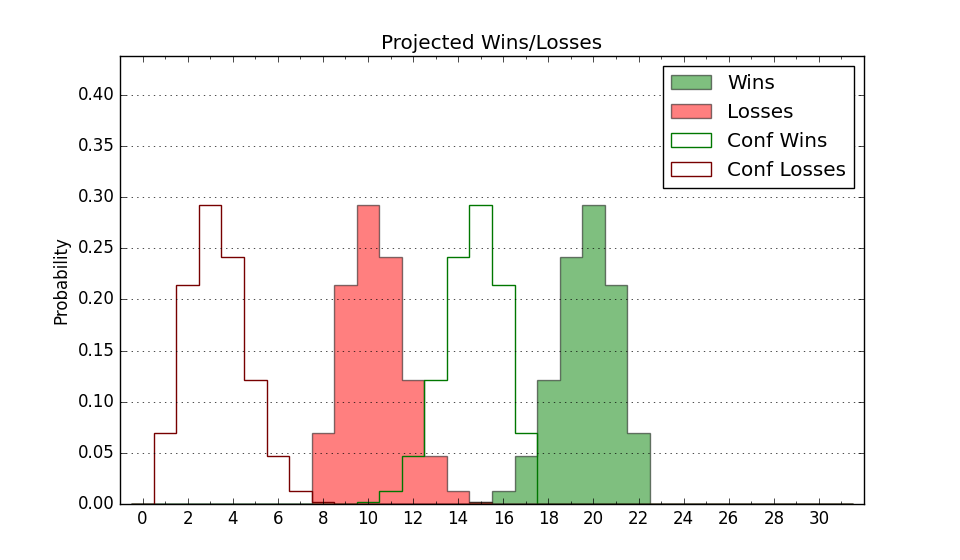 Projected Wins/Losses
Wins
Losses
Conf Wins
Conf Losses
Probability
0.40
0.35
0.30
0.25
0.20
0.15
0.10
0.05
0.00
0 2 4 6 8 10 12 14 16 18 20 22 24 26 28 30